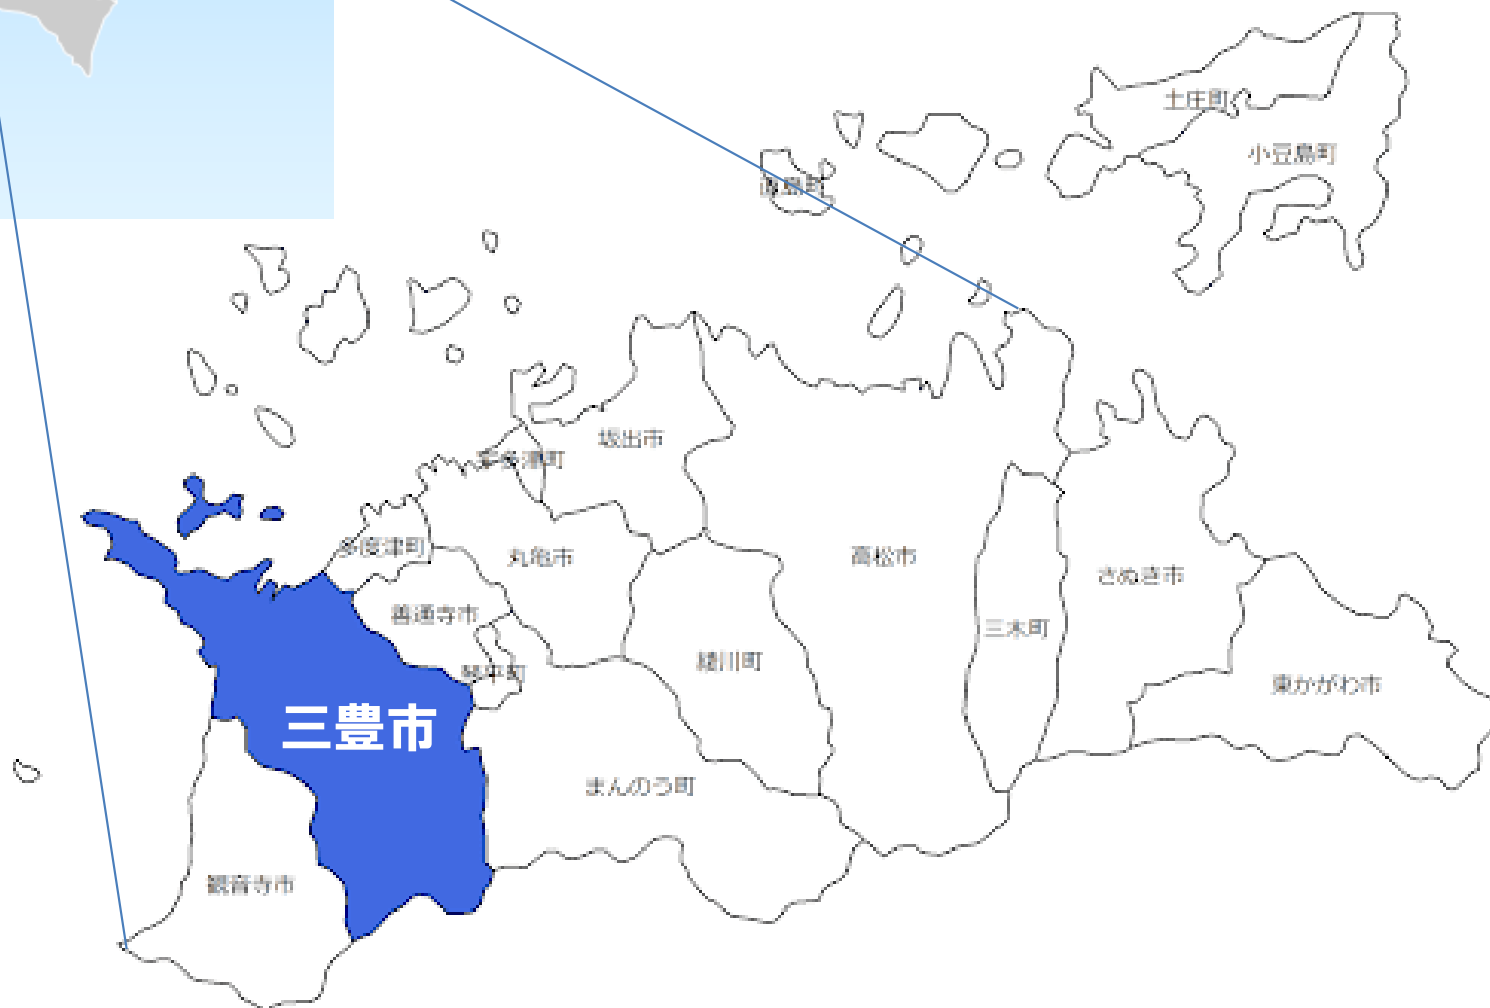 土庄町
小豆島町
直島町
坂出市
宇多津町
多度津町
丸亀市
高松市
さぬき市
善通寺市
三木町
綾川町
琴平町
東かがわ市
三豊市
まんのう町
観音寺市